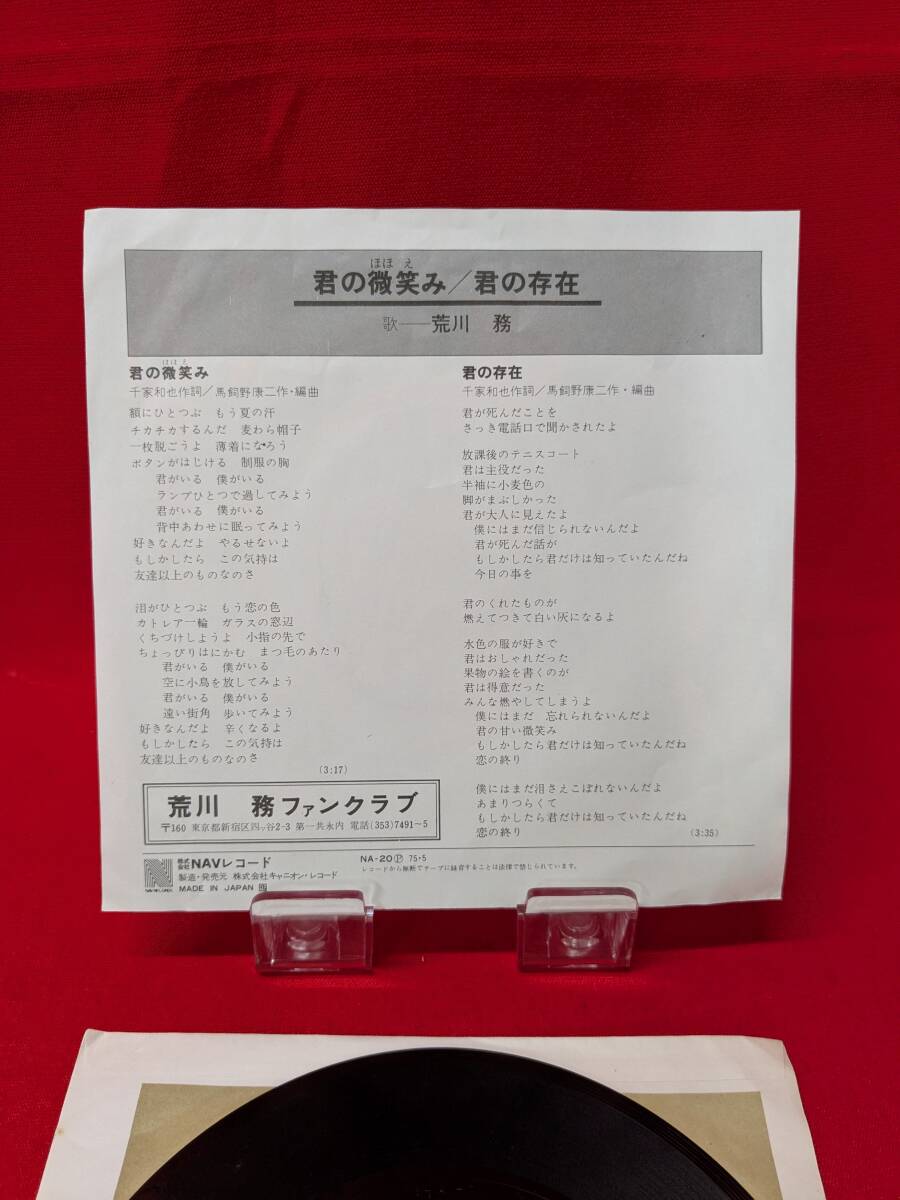 君の微笑み／君の存在
ほほ え
歌──荒川 務
君の微笑み
ほほ え
千家和也作詞／馬飼野康二作・編曲
額にひとつぶ もう夏の汗
チカチカするんだ 麦わら帽子
一枚脱ごうよ 薄着になろう
ボタンがはじける 制服の胸
君がいる 僕がいる
ランプひとつで過してみよう
君がいる 僕がいる
背中あわせに眠ってみよう
好きなんだよ やるせないよ
もしかしたら この気持は
友達以上のものなのさ
泪がひとつぶ もう恋の色
カトレア一輪 ガラスの窓辺
くちづけしようよ 小指の先で
ちょっぴりはにかむ まつ毛のあたり
君がいる 僕がいる
空に小鳥を放してみよう
君がいる 僕がいる
遠い街角 歩いてみよう
好きなんだよ 辛くなるよ
もしかしたら この気持は
友達以上のものなのさ
(3:17)
君の存在
千家和也作詞／馬飼野康二作・編曲
君が死んだことを
さっき電話口で聞かされたよ
放課後のテニスコート
君は主役だった
半袖に小麦色の
脚がまぶしかった
君が大人に見えたよ
僕にはまだ信じられないんだよ
君が死んだ話が
もしかしたら君だけは知っていたんだね
今日の事を
君のくれたものが
燃えてつきて白い灰になるよ
水色の服が好きで
君はおしゃれだった
果物の絵を書くのが
君は得意だった
みんな燃やしてしまうよ
僕にはまだ 忘れられないんだよ
君の甘い微笑み
もしかしたら君だけは知っていたんだね
恋の終り
僕にはまだ泪さえこぼれないんだよ
あまりつらくて
もしかしたら君だけは知っていたんだね
恋の終り
(3:35)
荒川 務ファンクラブ
〒160 東京都新宿区四ッ谷2-3 第一共永内 電話(353)7491〜5
株式会社NAVレコード
製造・発売元 株式会社キャニオン・レコード
MADE IN JAPAN
NA-20Ⓟ 75・5
レコードから無断でテープに録音することは法律で禁じられています。